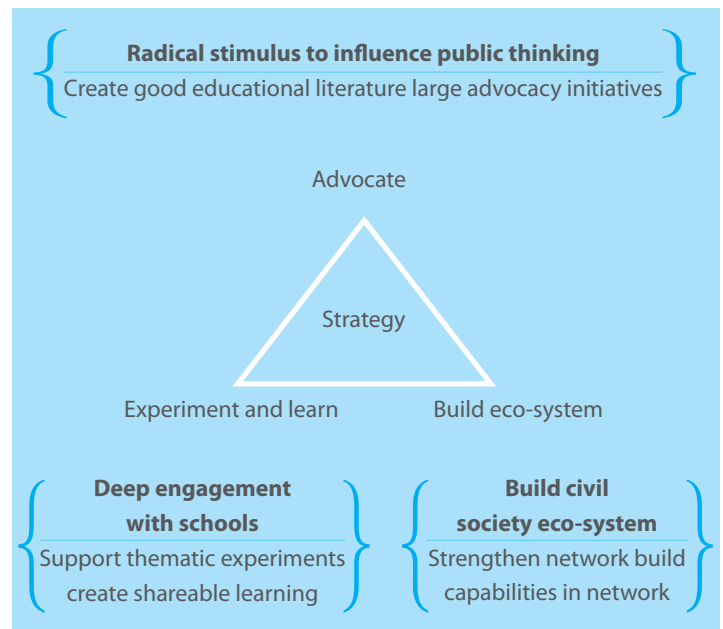 Radical stimulus to influence public thinking
Create good educational literature large advocacy initiatives
Advocate
Strategy
Experiment and learn
Build eco-system
Deep engagement
with schools
Support thematic experiments
create shareable learning
Build civil
society eco-system
Strengthen network build
capabilities in network